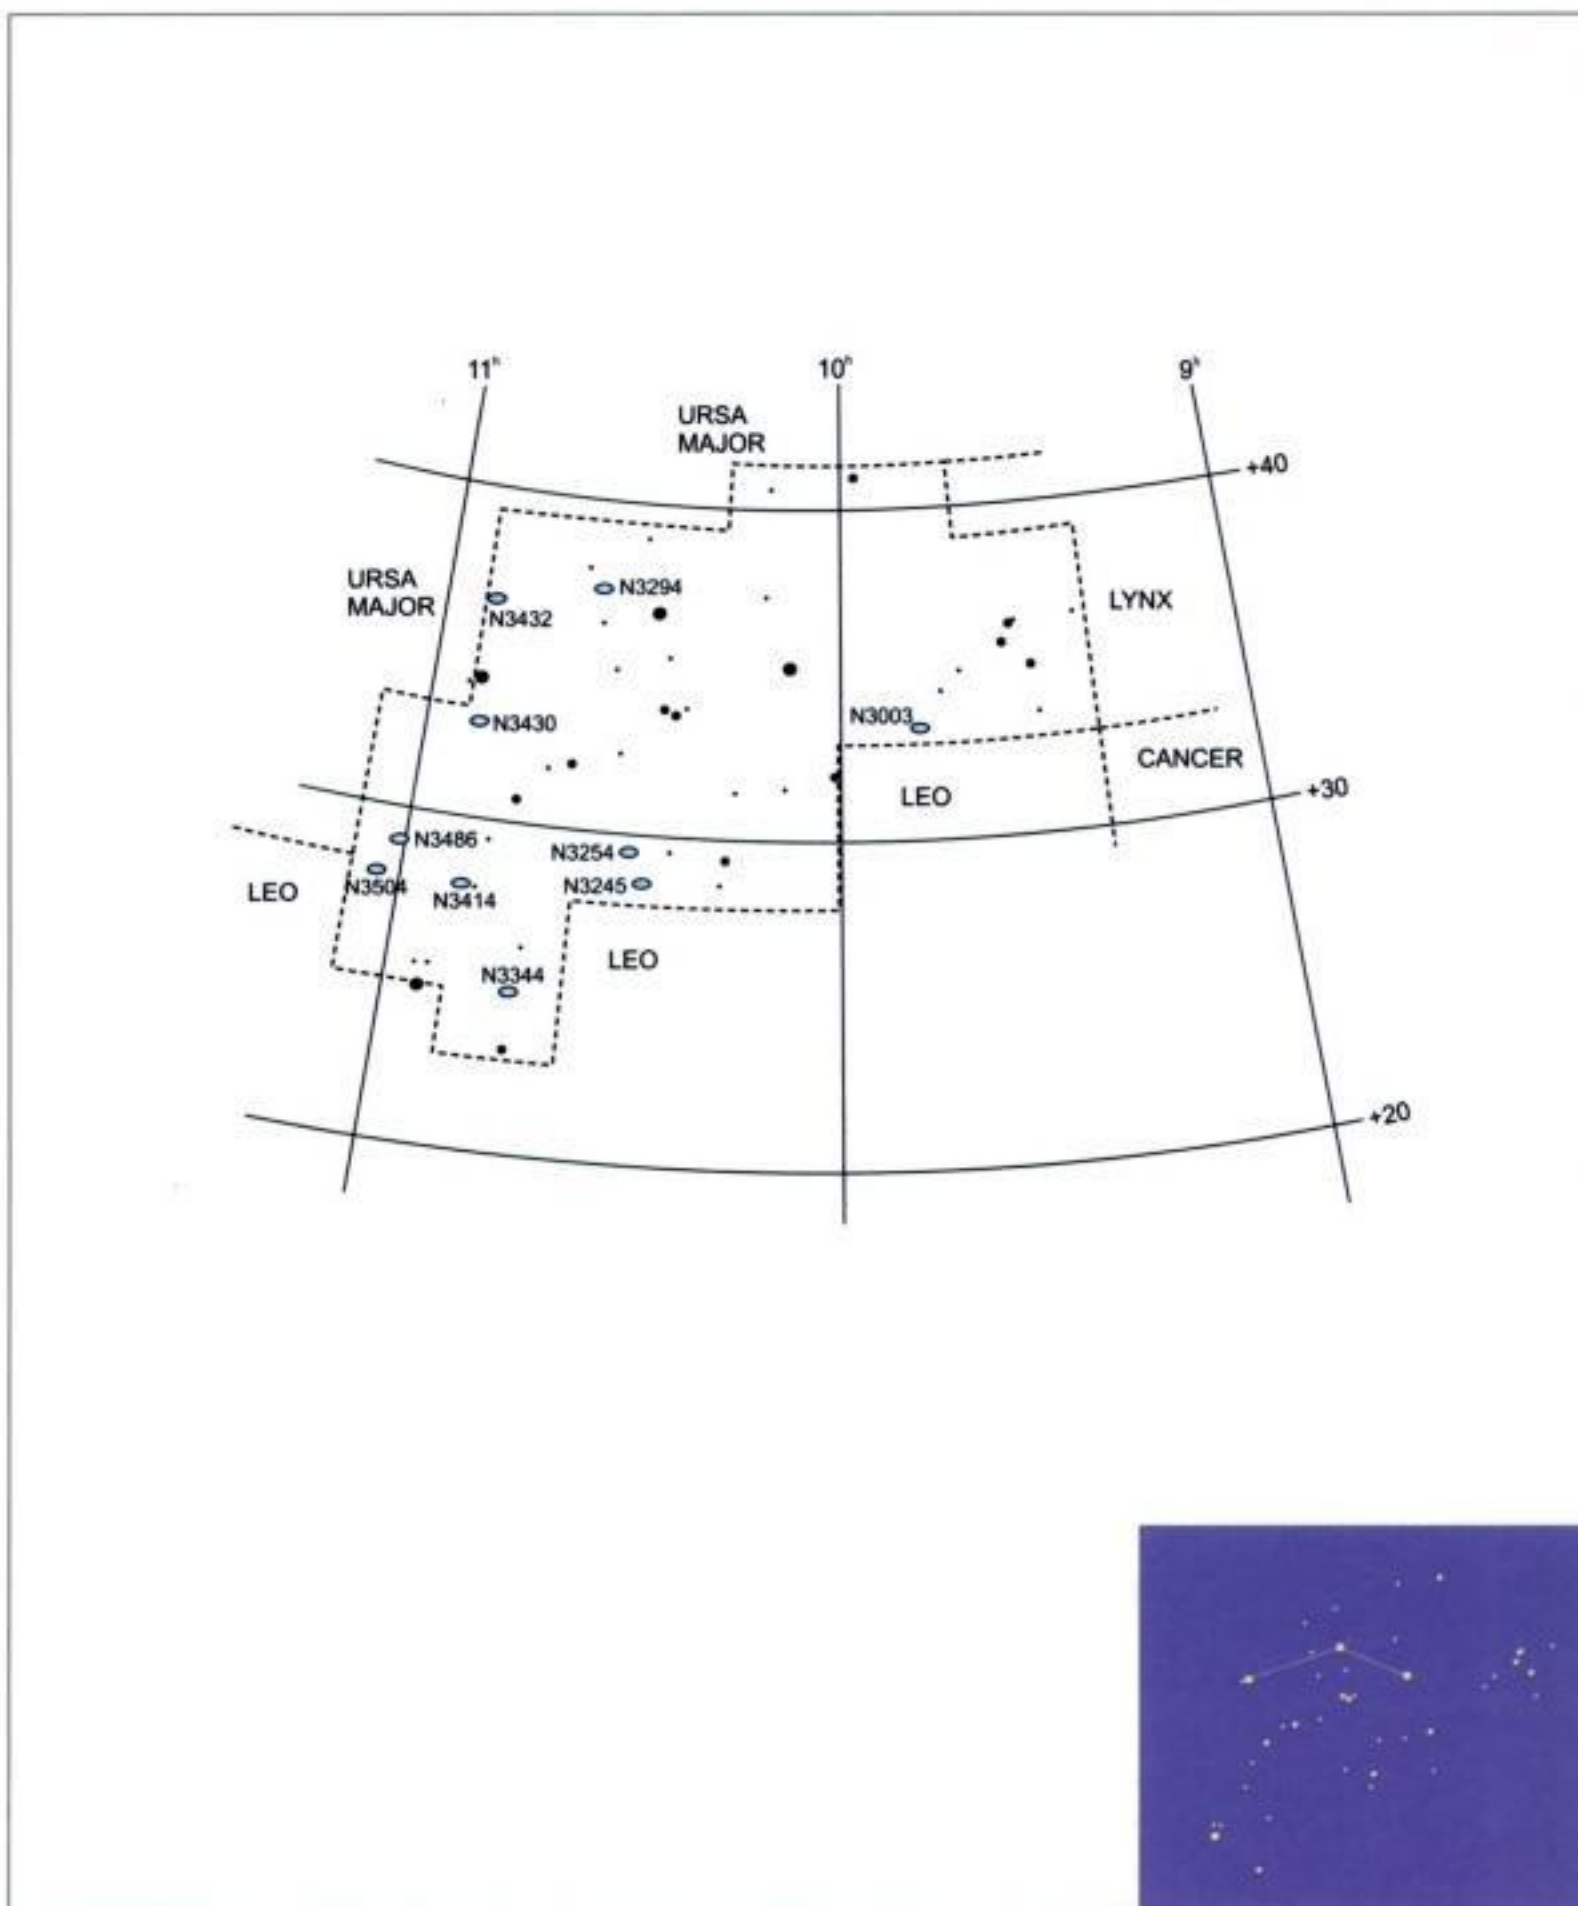 11ʰ
10ʰ
9ʰ
URSA
MAJOR
+40
URSA
MAJOR
N3294
N3432
LYNX
N3430
N3003
CANCER
+30
LEO
N3486
N3254
N3504
N3414
N3245
LEO
LEO
N3344
+20